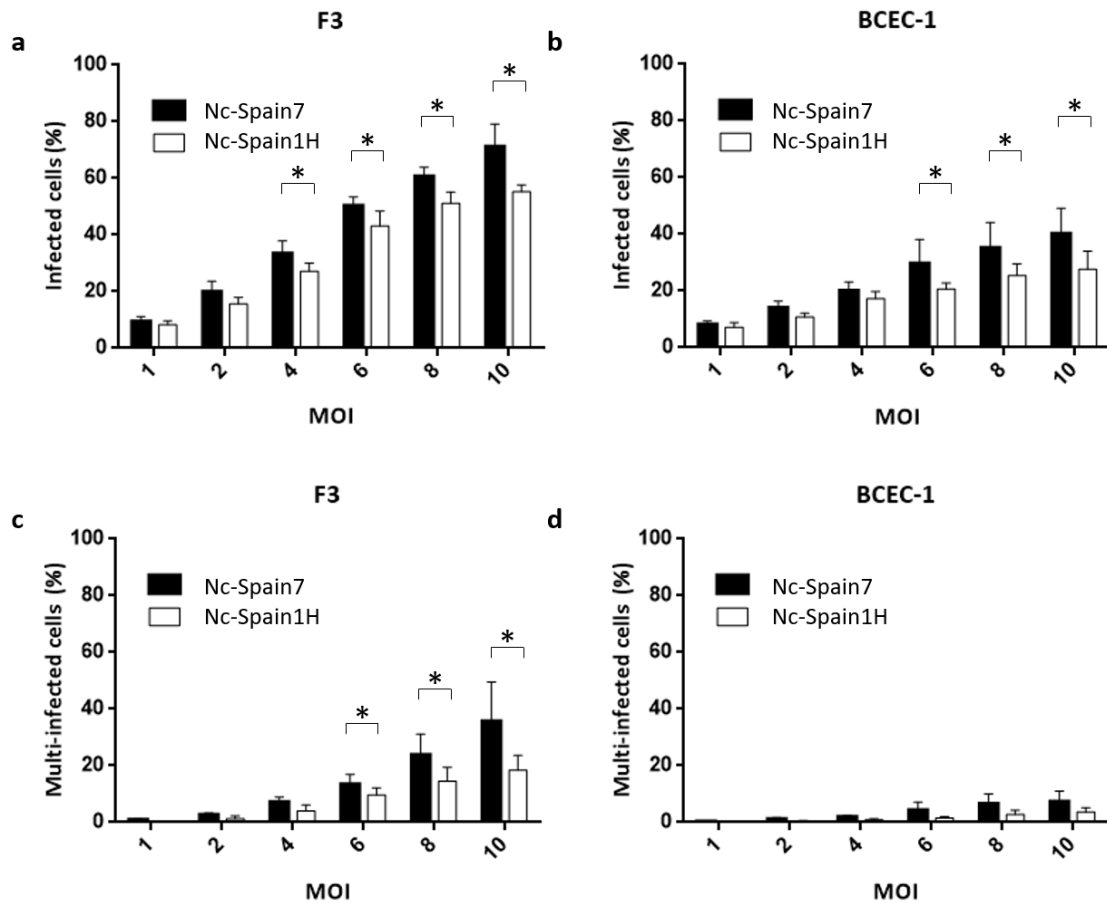 a
F3
Infected cells (%)
100
80
60
40
20
0
Nc-Spain7
Nc-Spain1H
*
*
*
*
1 2 4 6 8 10
MOI
b
BCEC-1
Infected cells (%)
100
80
60
40
20
0
Nc-Spain7
Nc-Spain1H
*
*
*
1 2 4 6 8 10
MOI
c
F3
Multi-infected cells (%)
100
80
60
40
20
0
Nc-Spain7
Nc-Spain1H
*
*
*
1 2 4 6 8 10
MOI
d
BCEC-1
Multi-infected cells (%)
100
80
60
40
20
0
Nc-Spain7
Nc-Spain1H
1 2 4 6 8 10
MOI